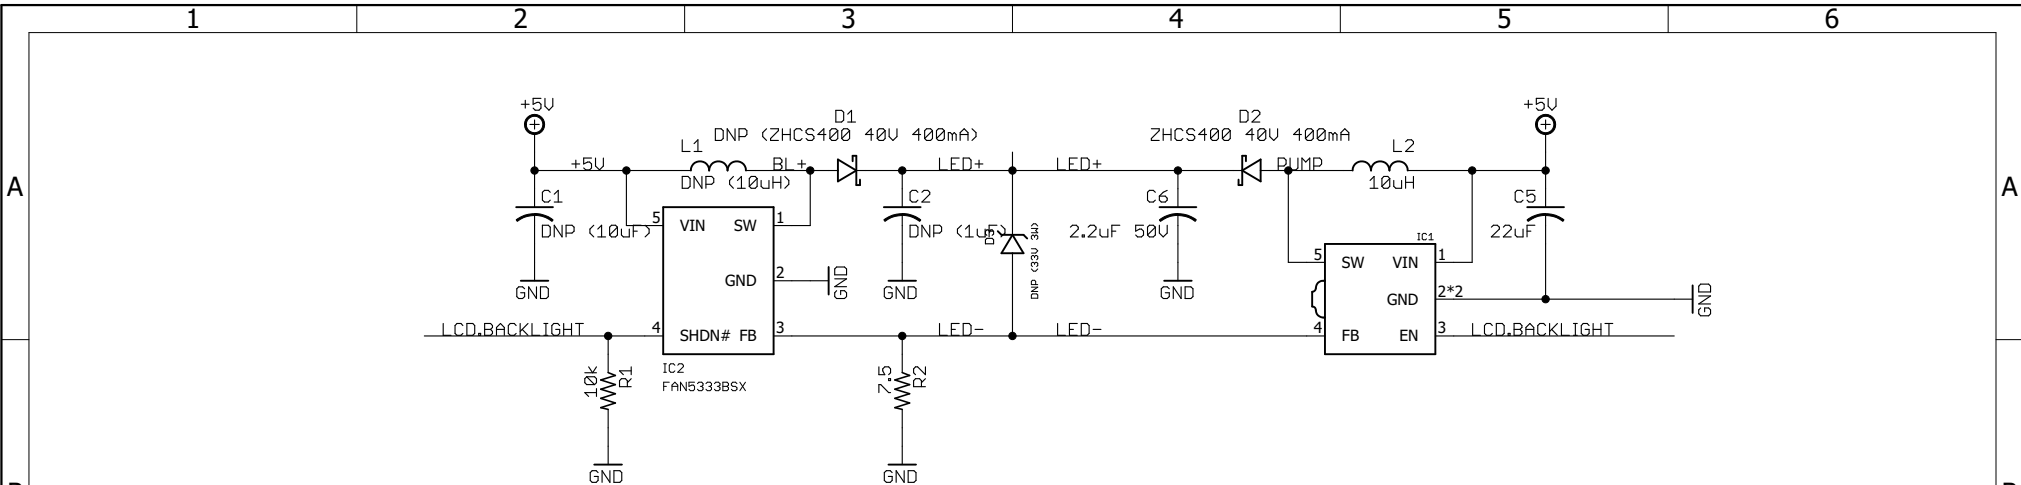 1 2 3 4 5 6
A A
+5V +5V
D1 D2
DNP (ZHCS400 40V 400mA) ZHCS400 40V 400mA
L1 L2
+5V BL+ LED+ LED+ PUMP
DNP (10uH) 10uH
C1 C2 C6 C5
DNP (10uF) DNP (1uF) 2.2uF 50V 22uF
D3
DNP (33V 3W)
5 VIN SW 1
IC1
5 SW VIN 1
GND 2 GND
GND GND GND
GND 2*2 GND
LCD.BACKLIGHT 4 SHDN# FB 3 LED- LED- 4 FB EN 3 LCD.BACKLIGHT
IC2
FAN5333BSX
10k R1 7.5 R2
GND GND